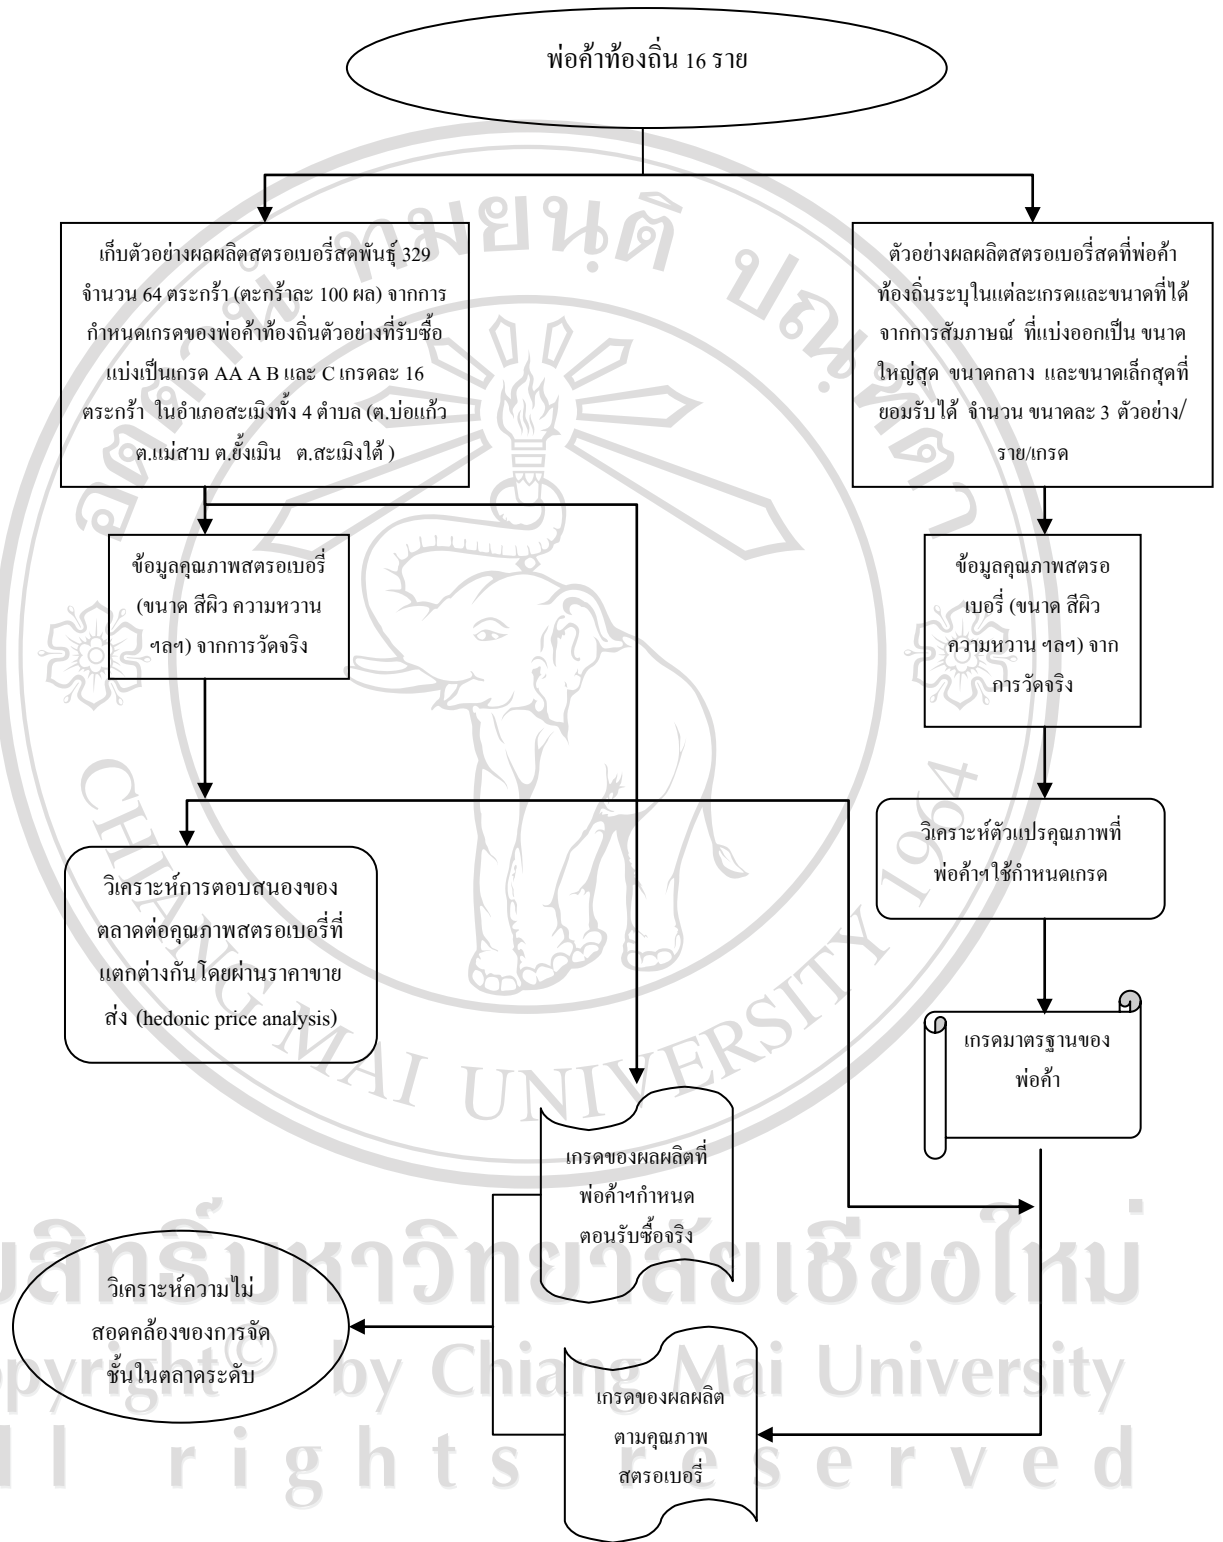 พ่อค้าท้องถิ่น 16 ราย
เก็บตัวอย่างผลผลิตสตรอเบอรี่สดพันธุ์ 329
จำนวน 64 ตระกร้า (ตะกร้าละ 100 ผล) จากการ
กำหนดเกรดของพ่อค้าท้องถิ่นตัวอย่างที่รับซื้อ
แบ่งเป็นเกรด AA A B และ C เกรดละ 16
ตระกร้า ในอำเภอสะเมิงทั้ง 4 ตำบล (ต.บ่อแก้ว
ต.แม่สาบ ต.ยั้งเมิน ต.สะเมิงใต้ )
ตัวอย่างผลผลิตสตรอเบอรี่สดที่พ่อค้า
ท้องถิ่นระบุในแต่ละเกรดและขนาดที่ได้
จากการสัมภาษณ์ ที่แบ่งออกเป็น ขนาด
ใหญ่สุด ขนาดกลาง และขนาดเล็กสุดที่
ยอมรับได้ จำนวน ขนาดละ 3 ตัวอย่าง/
ราย/เกรด
ข้อมูลคุณภาพสตรอเบอรี่
(ขนาด สีผิว ความหวาน
ฯลฯ) จากการวัดจริง
ข้อมูลคุณภาพสตรอ
เบอรี่ (ขนาด สีผิว
ความหวาน ฯลฯ) จาก
การวัดจริง
วิเคราะห์ตัวแปรคุณภาพที่
พ่อค้าฯใช้กำหนดเกรด
วิเคราะห์การตอบสนองของ
ตลาดต่อคุณภาพสตรอเบอรี่ที่
แตกต่างกันโดยผ่านราคาขาย
ส่ง (hedonic price analysis)
เกรดมาตรฐานของ
พ่อค้า
เกรดของผลผลิตที่
พ่อค้าฯกำหนด
ตอนรับซื้อจริง
วิเคราะห์ความไม่
สอดคล้องของการจัด
ชั้นในตลาดระดับ
เกรดของผลผลิต
ตามคุณภาพ
สตรอเบอรี่
CHIANG MAI UNIVERSITY 1964
opyright© by Chiang Mai University
ll rights reserved